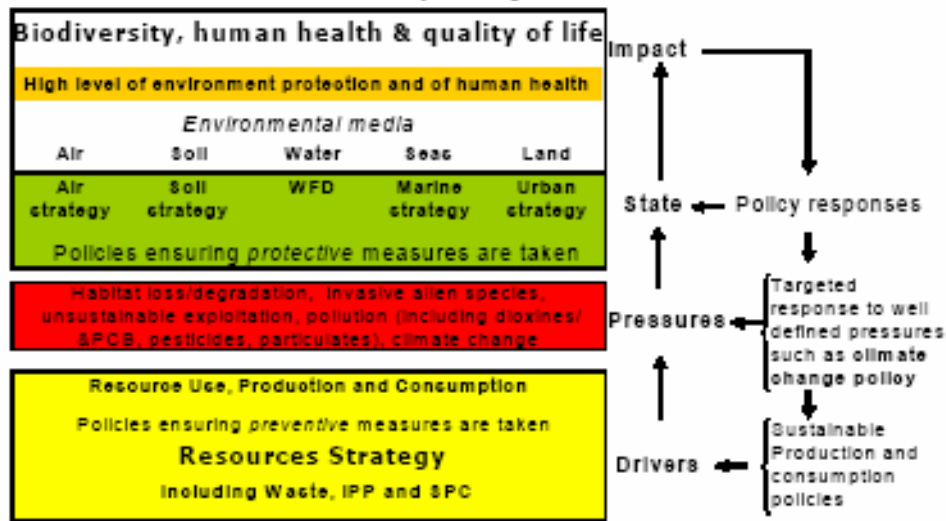 Biodiversity, human health & quality of life
High level of environment protection and of human health
Environmental media
Air Soil Water Seas Land
Air strategy Soil strategy WFD Marine strategy Urban strategy
Policies ensuring protective measures are taken
Habitat loss/degradation, invasive alien species,
unsustainable exploitation, pollution (including dioxines/
&PCB, pesticides, particulates), climate change
Resource Use, Production and Consumption
Policies ensuring preventive measures are taken
Resources Strategy
Including Waste, IPP and SPC
Impact
State
Policy responses
Pressures
Targeted
response to well
defined pressures
such as climate
change policy
Drivers
Sustainable
Production and
consumption
policies